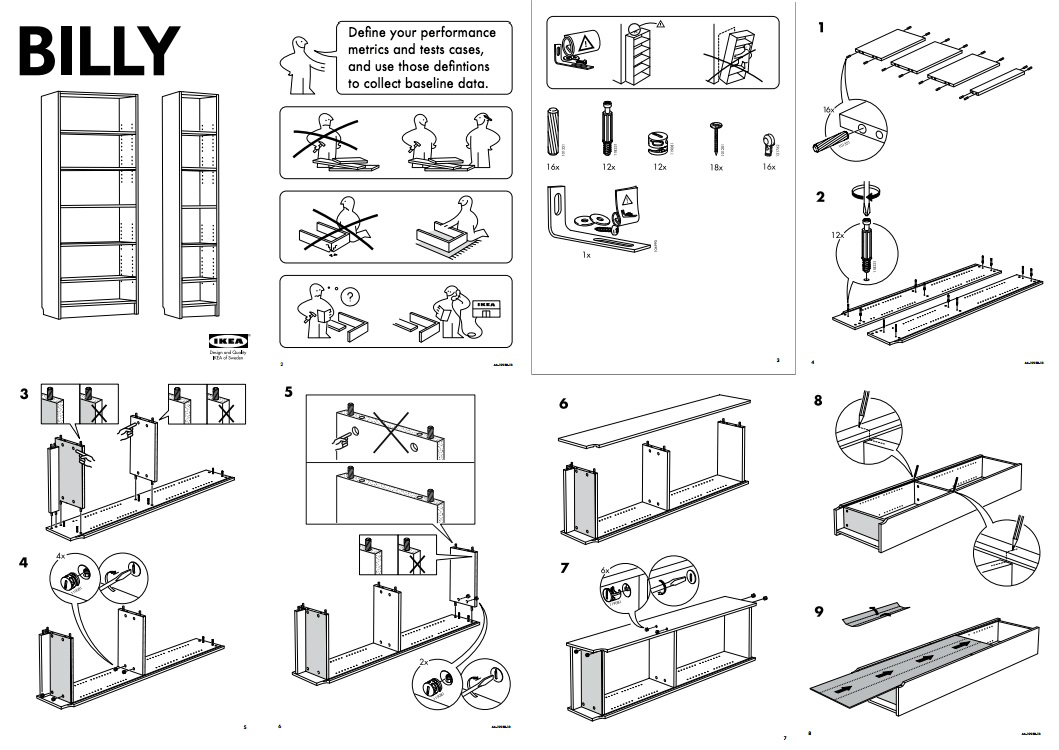 BILLY
IKEA
Design and Quality
IKEA of Sweden
Define your performance
metrics and tests cases,
and use those defintions
to collect baseline data.
?
IKEA
2
16x
12x
12x
18x
16x
1x
3
1
16x
2
12x
4
3
4
4x
5
5
2x
6
6
7
6x
7
8
9
8